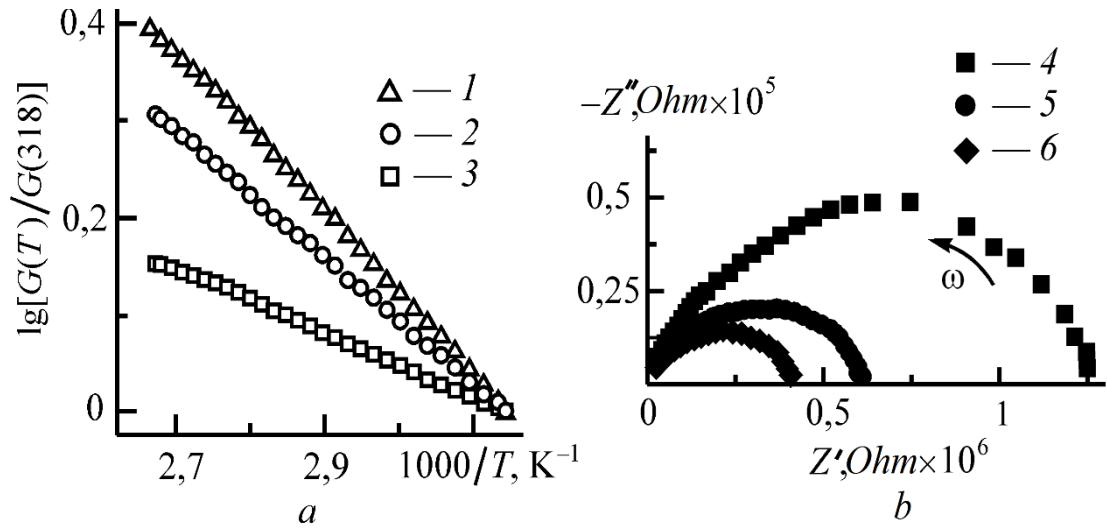 lg[G(T)/G(318)]
0,4
0,2
0
— 1
— 2
— 3
2,7
2,9
1000/T, K⁻¹
a
–Z″,Ohm×10⁵
— 4
— 5
— 6
0,5
0,25
ω
0
0,5
1
Z′,Ohm×10⁶
b